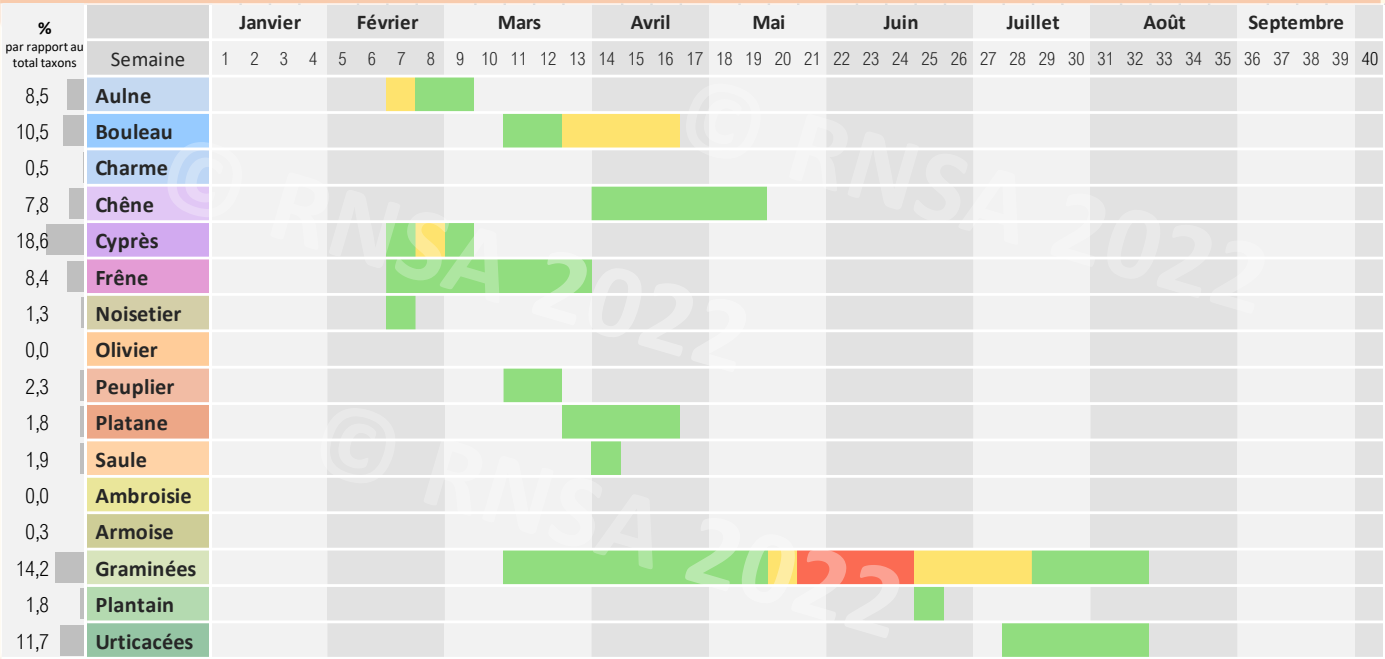 % Janvier Février Mars Avril Mai Juin Juillet Août Septembre
par rapport au
total taxons Semaine 1 2 3 4 5 6 7 8 9 10 11 12 13 14 15 16 17 18 19 20 21 22 23 24 25 26 27 28 29 30 31 32 33 34 35 36 37 38 39 40
8,5 Aulne
10,5 Bouleau
0,5 Charme
7,8 Chêne
18,6 Cyprès
8,4 Frêne
1,3 Noisetier
0,0 Olivier
2,3 Peuplier
1,8 Platane
1,9 Saule
0,0 Ambroisie
0,3 Armoise
14,2 Graminées
1,8 Plantain
11,7 Urticacées
© RNSA 2022
© RNSA 2022
© RNSA 2022